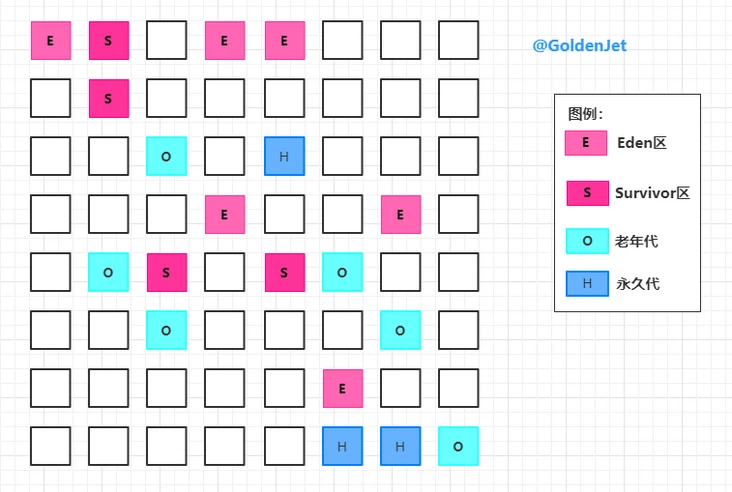 E S E E
@GoldenJet
S
图例：
E Eden区
O H
S Survivor区
E E
O 老年代
O S S O
H 永久代
O O
E
H H O